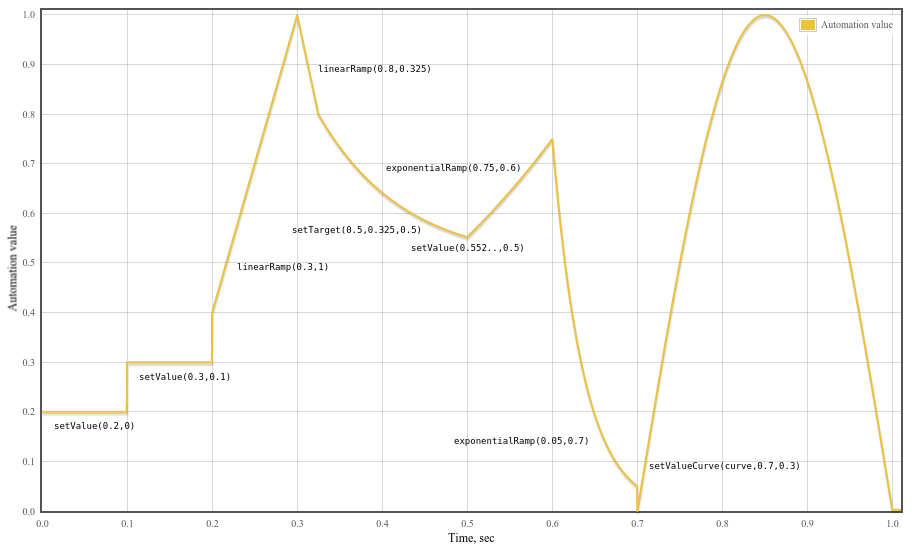 1.0
Automation value
0.9
linearRamp(0.8,0.325)
0.8
0.7
exponentialRamp(0.75,0.6)
0.6
setTarget(0.5,0.325,0.5)
setValue(0.552..,0.5)
0.5
linearRamp(0.3,1)
Automation value
0.4
0.3
setValue(0.3,0.1)
0.2
setValue(0.2,0)
exponentialRamp(0.05,0.7)
0.1
setValueCurve(curve,0.7,0.3)
0.0
0.0 0.1 0.2 0.3 0.4 0.5 0.6 0.7 0.8 0.9 1.0
Time, sec